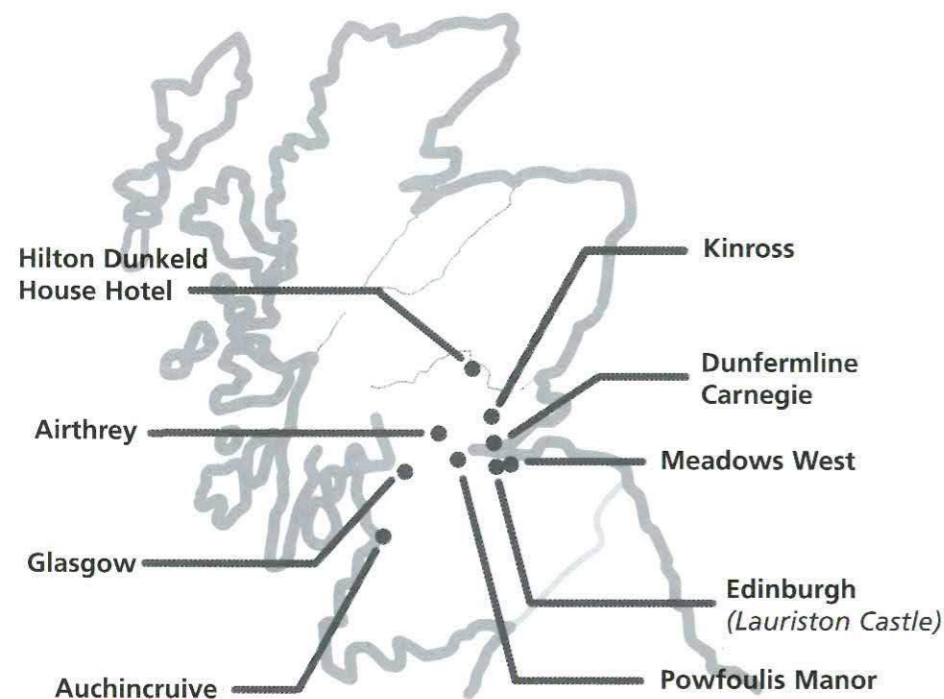 Hilton Dunkeld
House Hotel
Kinross
Dunfermline
Carnegie
Airthrey
Meadows West
Glasgow
Edinburgh
(Lauriston Castle)
Auchincruive
Powfoulis Manor